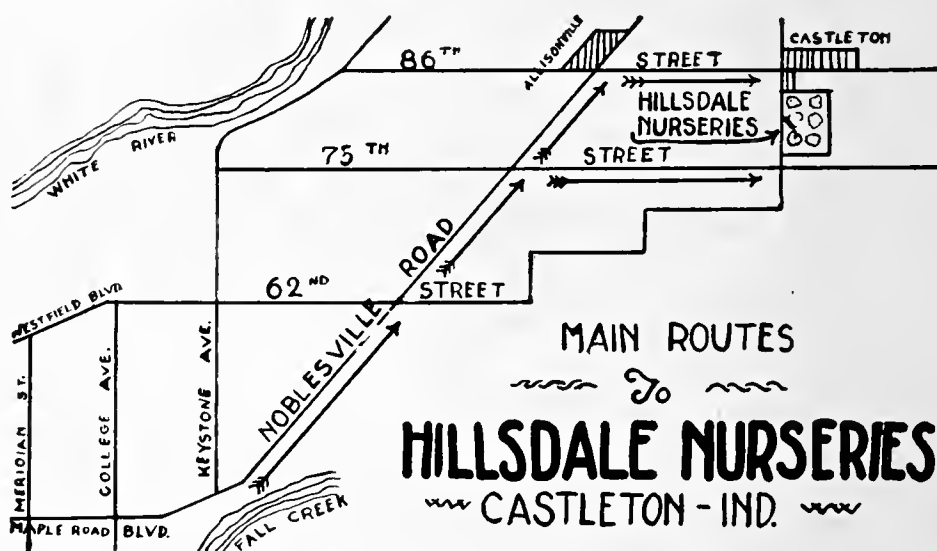 CASTLETON
ALLISONVILLE
86TH STREET
HILLSDALE
NURSERIES
WHITE RIVER
75TH STREET
NOBLESVILLE ROAD
62ND STREET
WESTFIELD BLVD
MERIDIAN ST.
COLLEGE AVE.
KEYSTONE AVE.
MAPLE ROAD BLVD.
FALL CREEK
MAIN ROUTES
To
HILLSDALE NURSERIES
CASTLETON - IND.